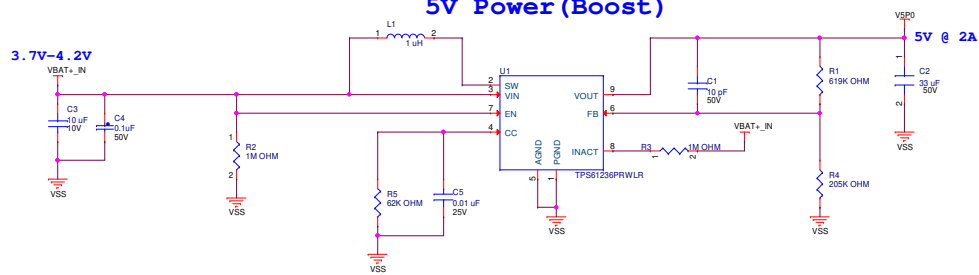 5V Power(Boost)
V5P0
5V @ 2A
3.7V-4.2V
VBAT+_IN
L1
1
2
1 uH
U1
2
SW
3
VIN
7
EN
4
CC
9
VOUT
6
FB
8
INACT
AGND
PGND
5
1
TPS61236PRWLR
C1
10 pF
50V
R1
619K OHM
1
C2
33 uF
50V
2
VSS
C3
10 uF
10V
C4
0.1uF
50V
VSS
1
R2
1M OHM
2
VSS
R5
62K OHM
C5
0.01 uF
25V
VSS
VSS
VBAT+_IN
R3
1M OHM
1
2
R4
205K OHM
VSS